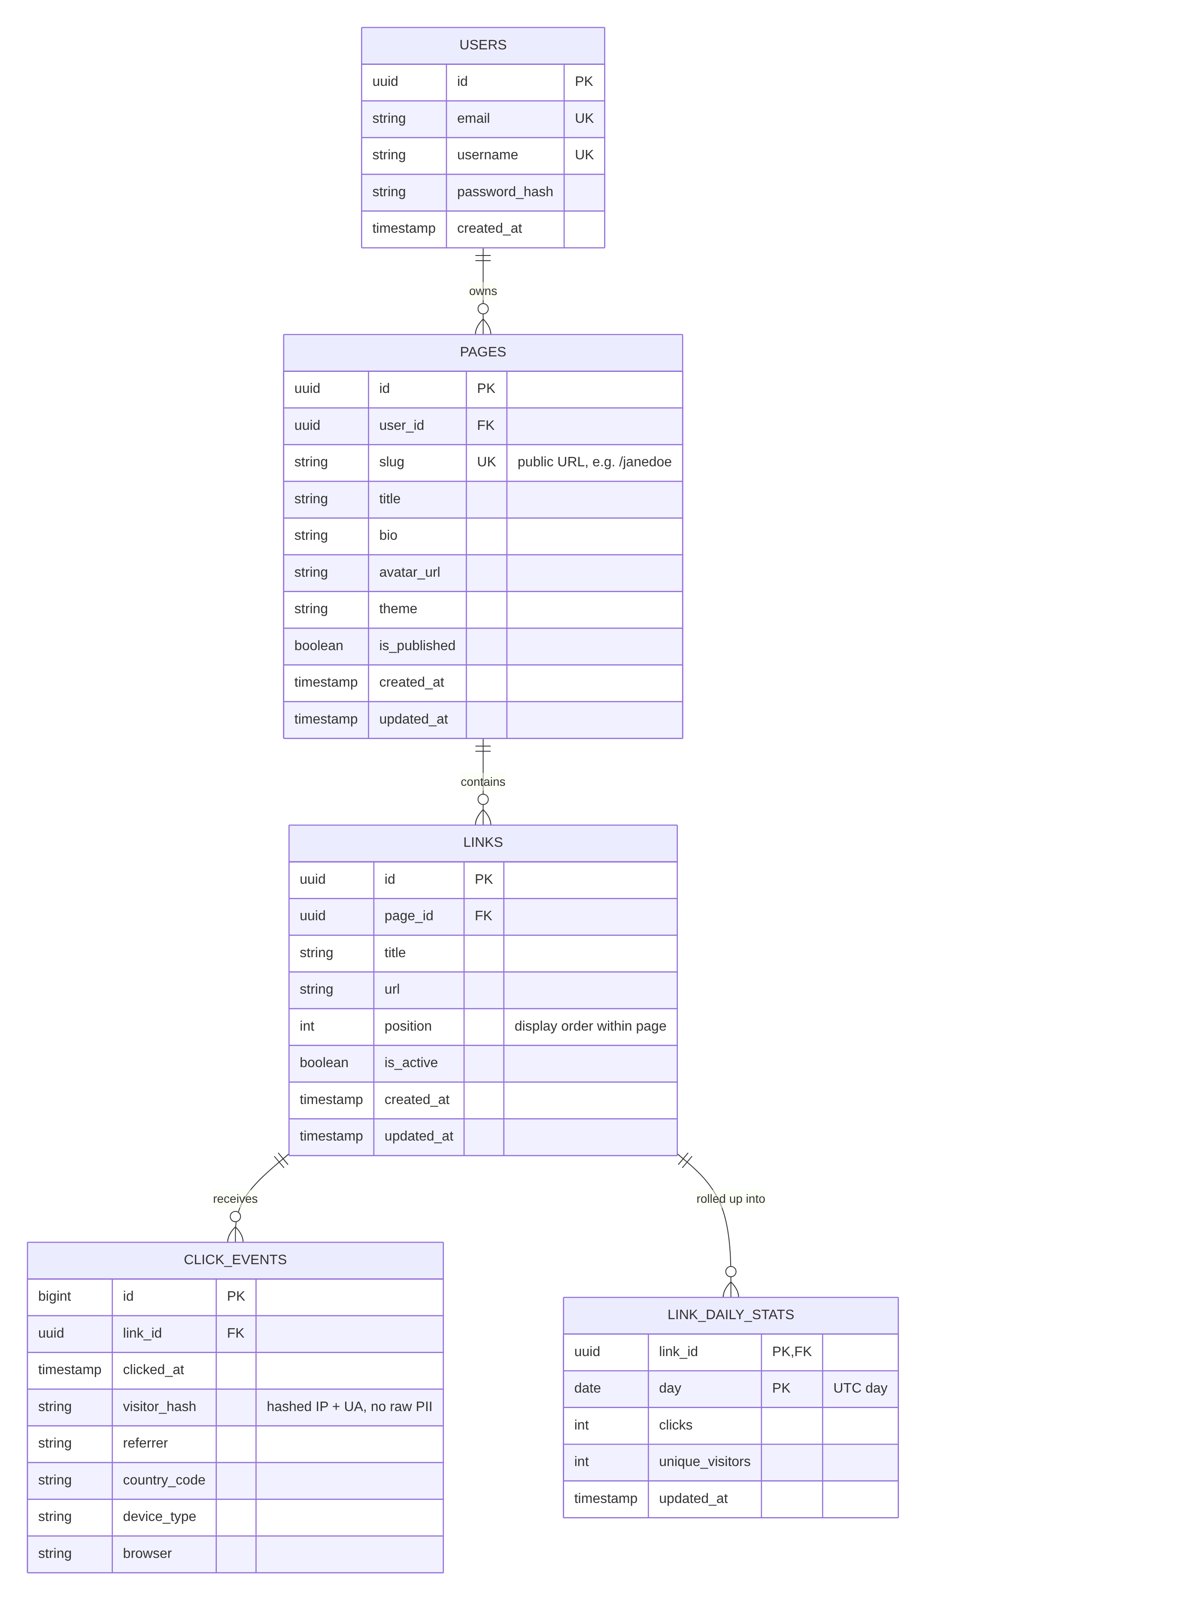 USERS
uuid id PK
string email UK
string username UK
string password_hash
timestamp created_at
owns
PAGES
uuid id PK
uuid user_id FK
string slug UK public URL, e.g. /janedoe
string title
string bio
string avatar_url
string theme
boolean is_published
timestamp created_at
timestamp updated_at
contains
LINKS
uuid id PK
uuid page_id FK
string title
string url
int position display order within page
boolean is_active
timestamp created_at
timestamp updated_at
receives
rolled up into
CLICK_EVENTS
bigint id PK
uuid link_id FK
timestamp clicked_at
string visitor_hash hashed IP + UA, no raw PII
string referrer
string country_code
string device_type
string browser
LINK_DAILY_STATS
uuid link_id PK,FK
date day PK UTC day
int clicks
int unique_visitors
timestamp updated_at